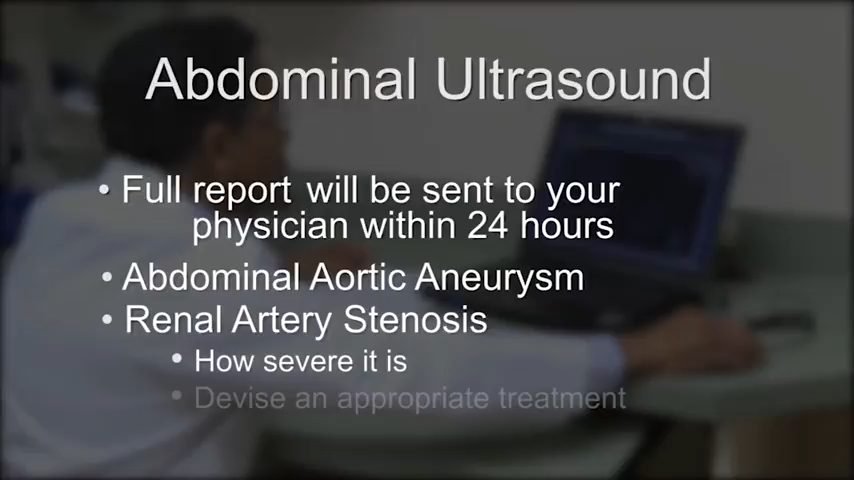 Abdominal Ultrasound
• Full report will be sent to your
physician within 24 hours
• Abdominal Aortic Aneurysm
• Renal Artery Stenosis
• How severe it is
• Devise an appropriate treatment